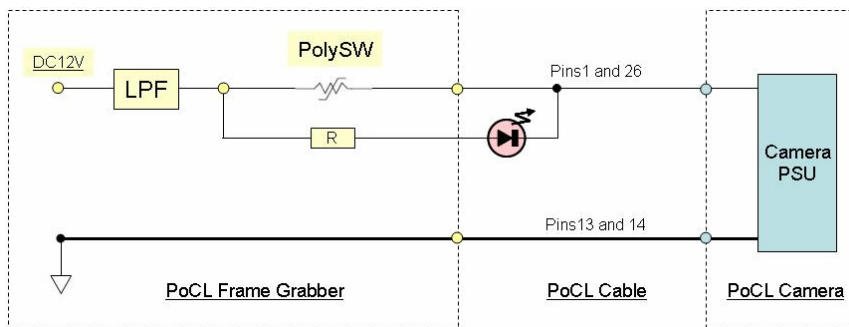 PolySW
DC12V
LPF
Pins1 and 26
R
Camera
PSU
Pins13 and 14
PoCL Frame Grabber
PoCL Cable
PoCL Camera